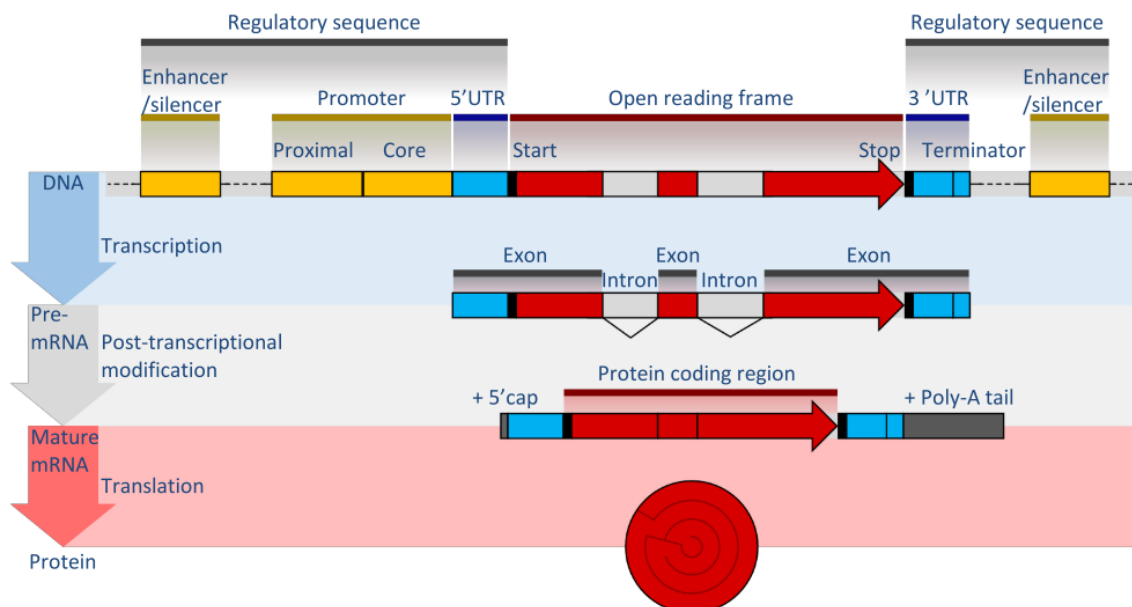 Regulatory sequence
Regulatory sequence
Enhancer
/silencer
Promoter
5'UTR
Open reading frame
3 'UTR
Enhancer
/silencer
Proximal
Core
Start
Stop
Terminator
DNA
Transcription
Exon
Exon
Exon
Intron
Intron
Pre-
mRNA
Post-transcriptional
modification
Protein coding region
+ 5'cap
+ Poly-A tail
Mature
mRNA
Translation
Protein